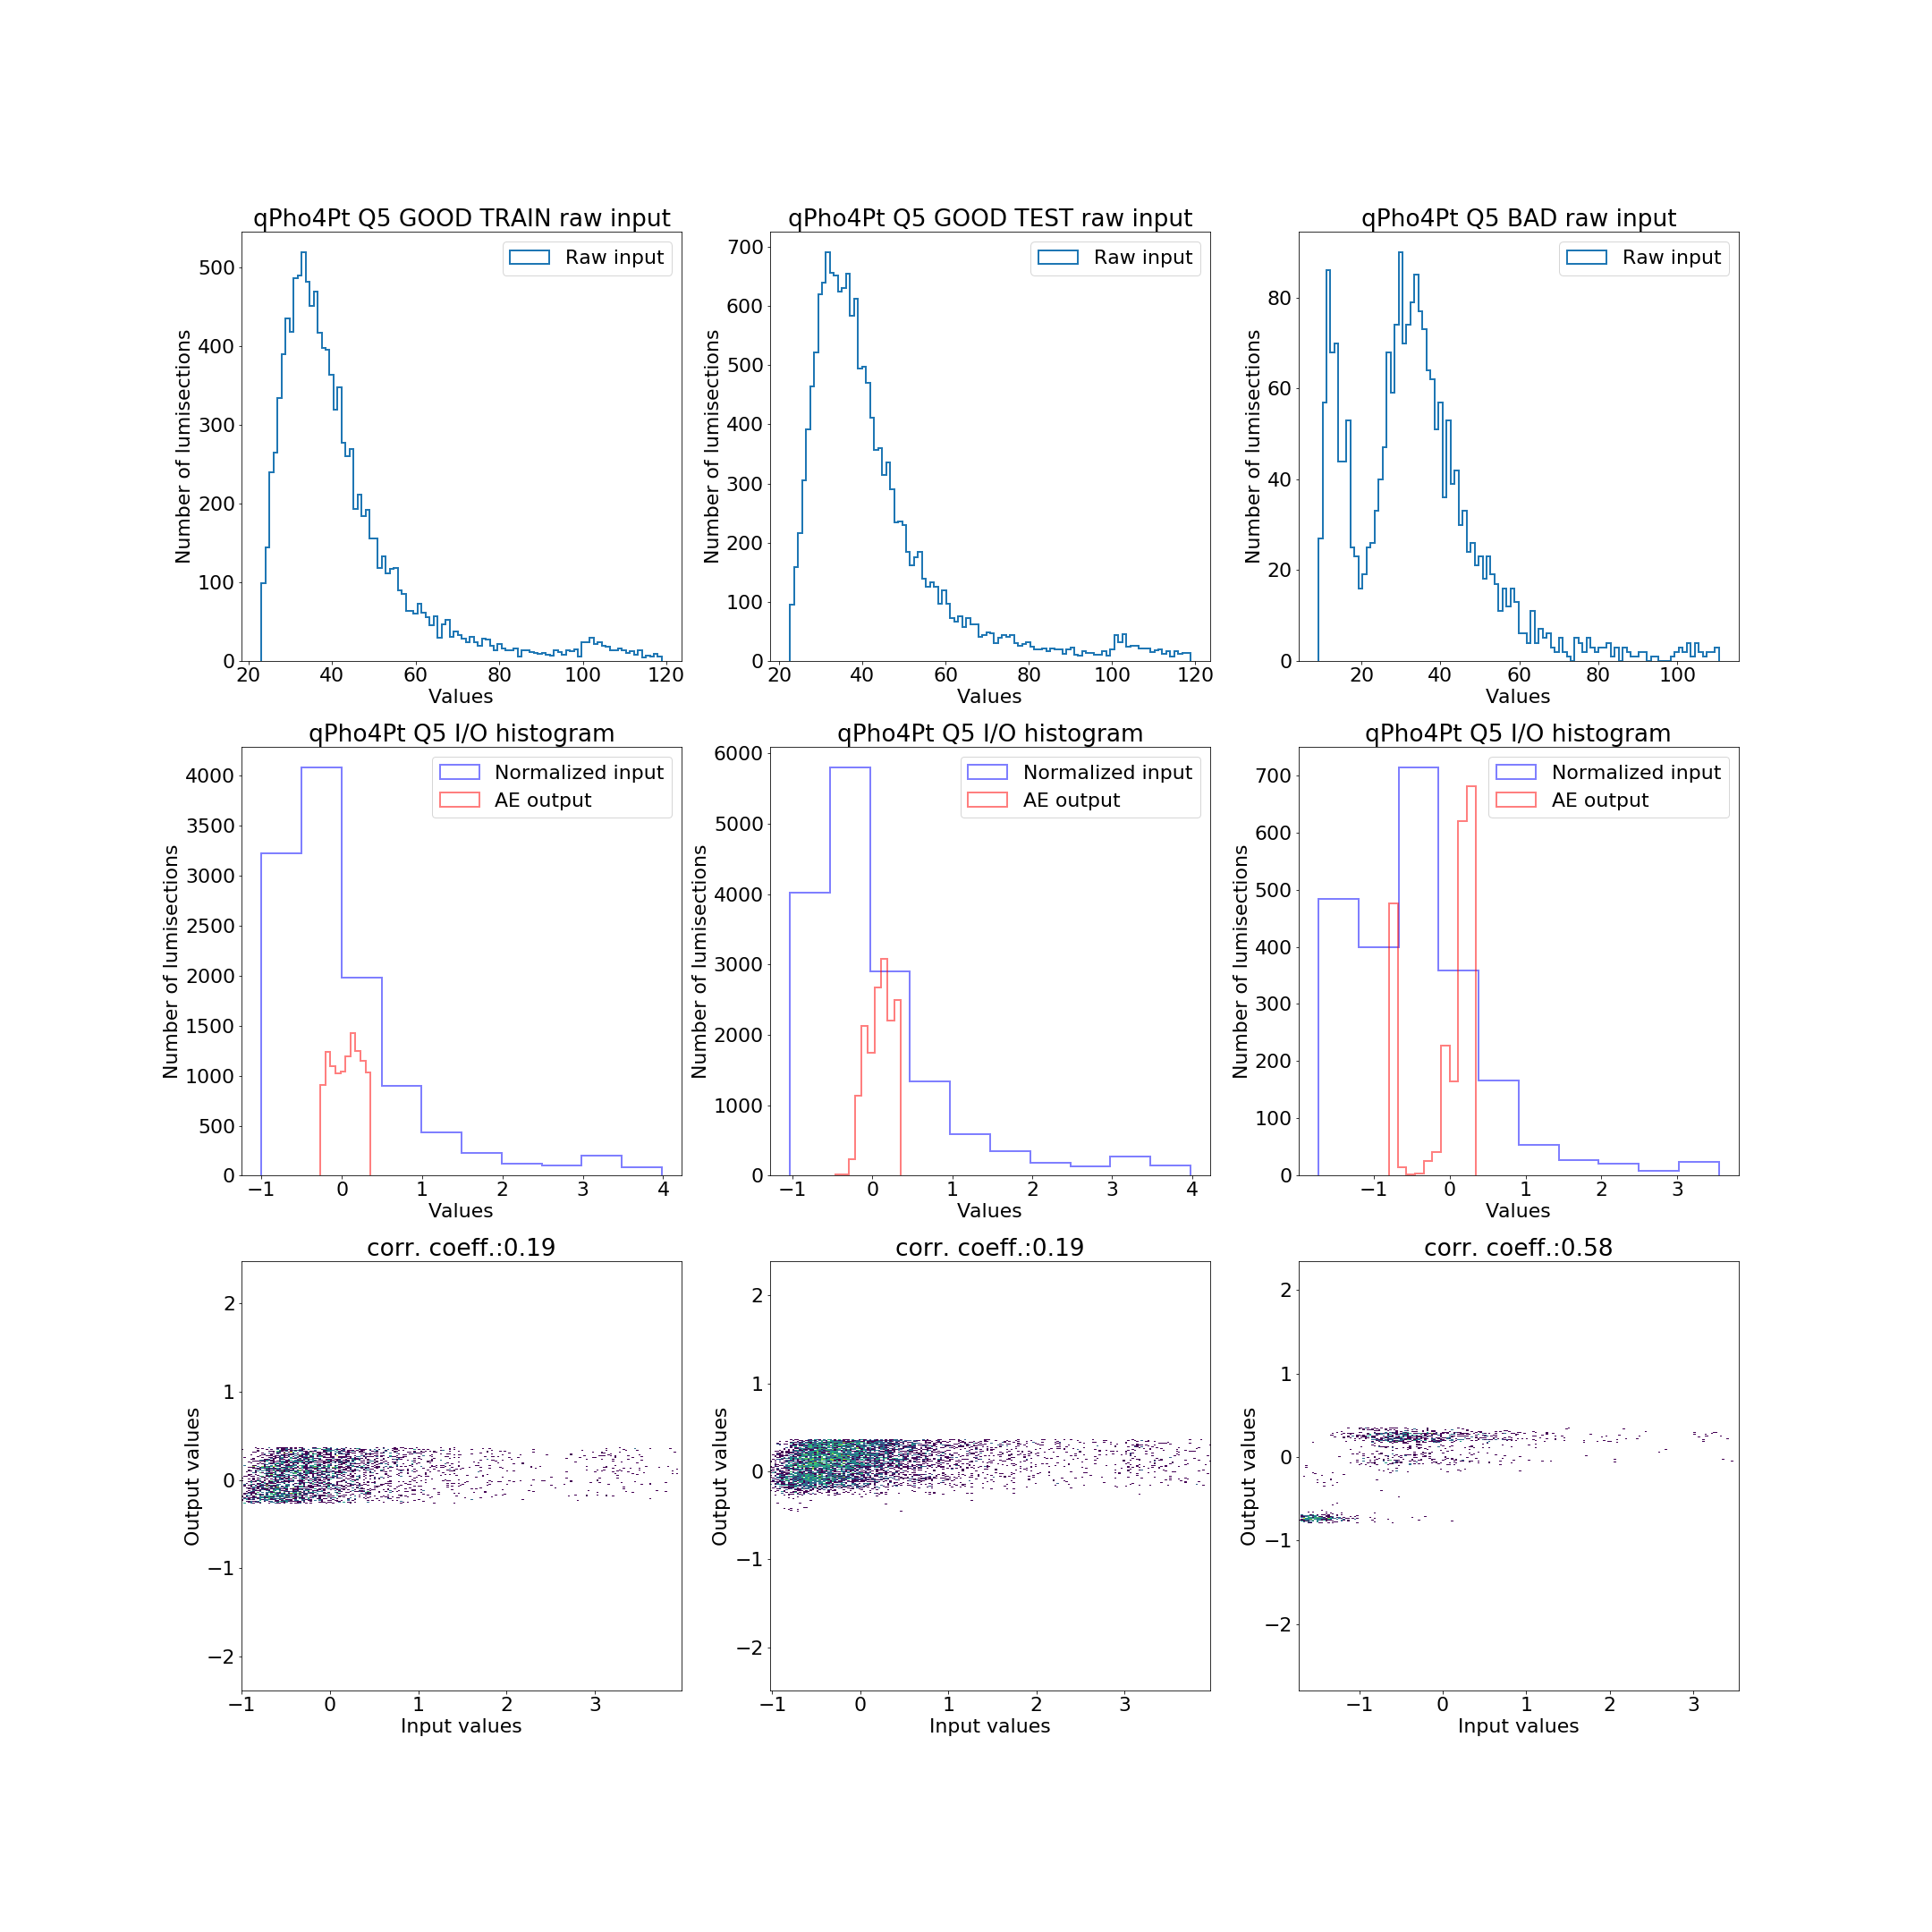 qPho4Pt Q5 GOOD TRAIN raw input
Raw input
500
400
300
200
100
0
Number of lumisections
20 40 60 80 100 120
Values
qPho4Pt Q5 GOOD TEST raw input
Raw input
700
600
500
400
300
200
100
0
Number of lumisections
20 40 60 80 100 120
Values
qPho4Pt Q5 BAD raw input
Raw input
80
60
40
20
0
Number of lumisections
20 40 60 80 100
Values
qPho4Pt Q5 I/O histogram
Normalized input
AE output
4000
3500
3000
2500
2000
1500
1000
500
0
Number of lumisections
−1 0 1 2 3 4
Values
qPho4Pt Q5 I/O histogram
Normalized input
AE output
6000
5000
4000
3000
2000
1000
0
Number of lumisections
−1 0 1 2 3 4
Values
qPho4Pt Q5 I/O histogram
Normalized input
AE output
700
600
500
400
300
200
100
0
Number of lumisections
−1 0 1 2 3
Values
corr. coeff.:0.19
2
1
0
−1
−2
Output values
−1 0 1 2 3
Input values
corr. coeff.:0.19
2
1
0
−1
−2
Output values
−1 0 1 2 3
Input values
corr. coeff.:0.58
2
1
0
−1
−2
Output values
−1 0 1 2 3
Input values